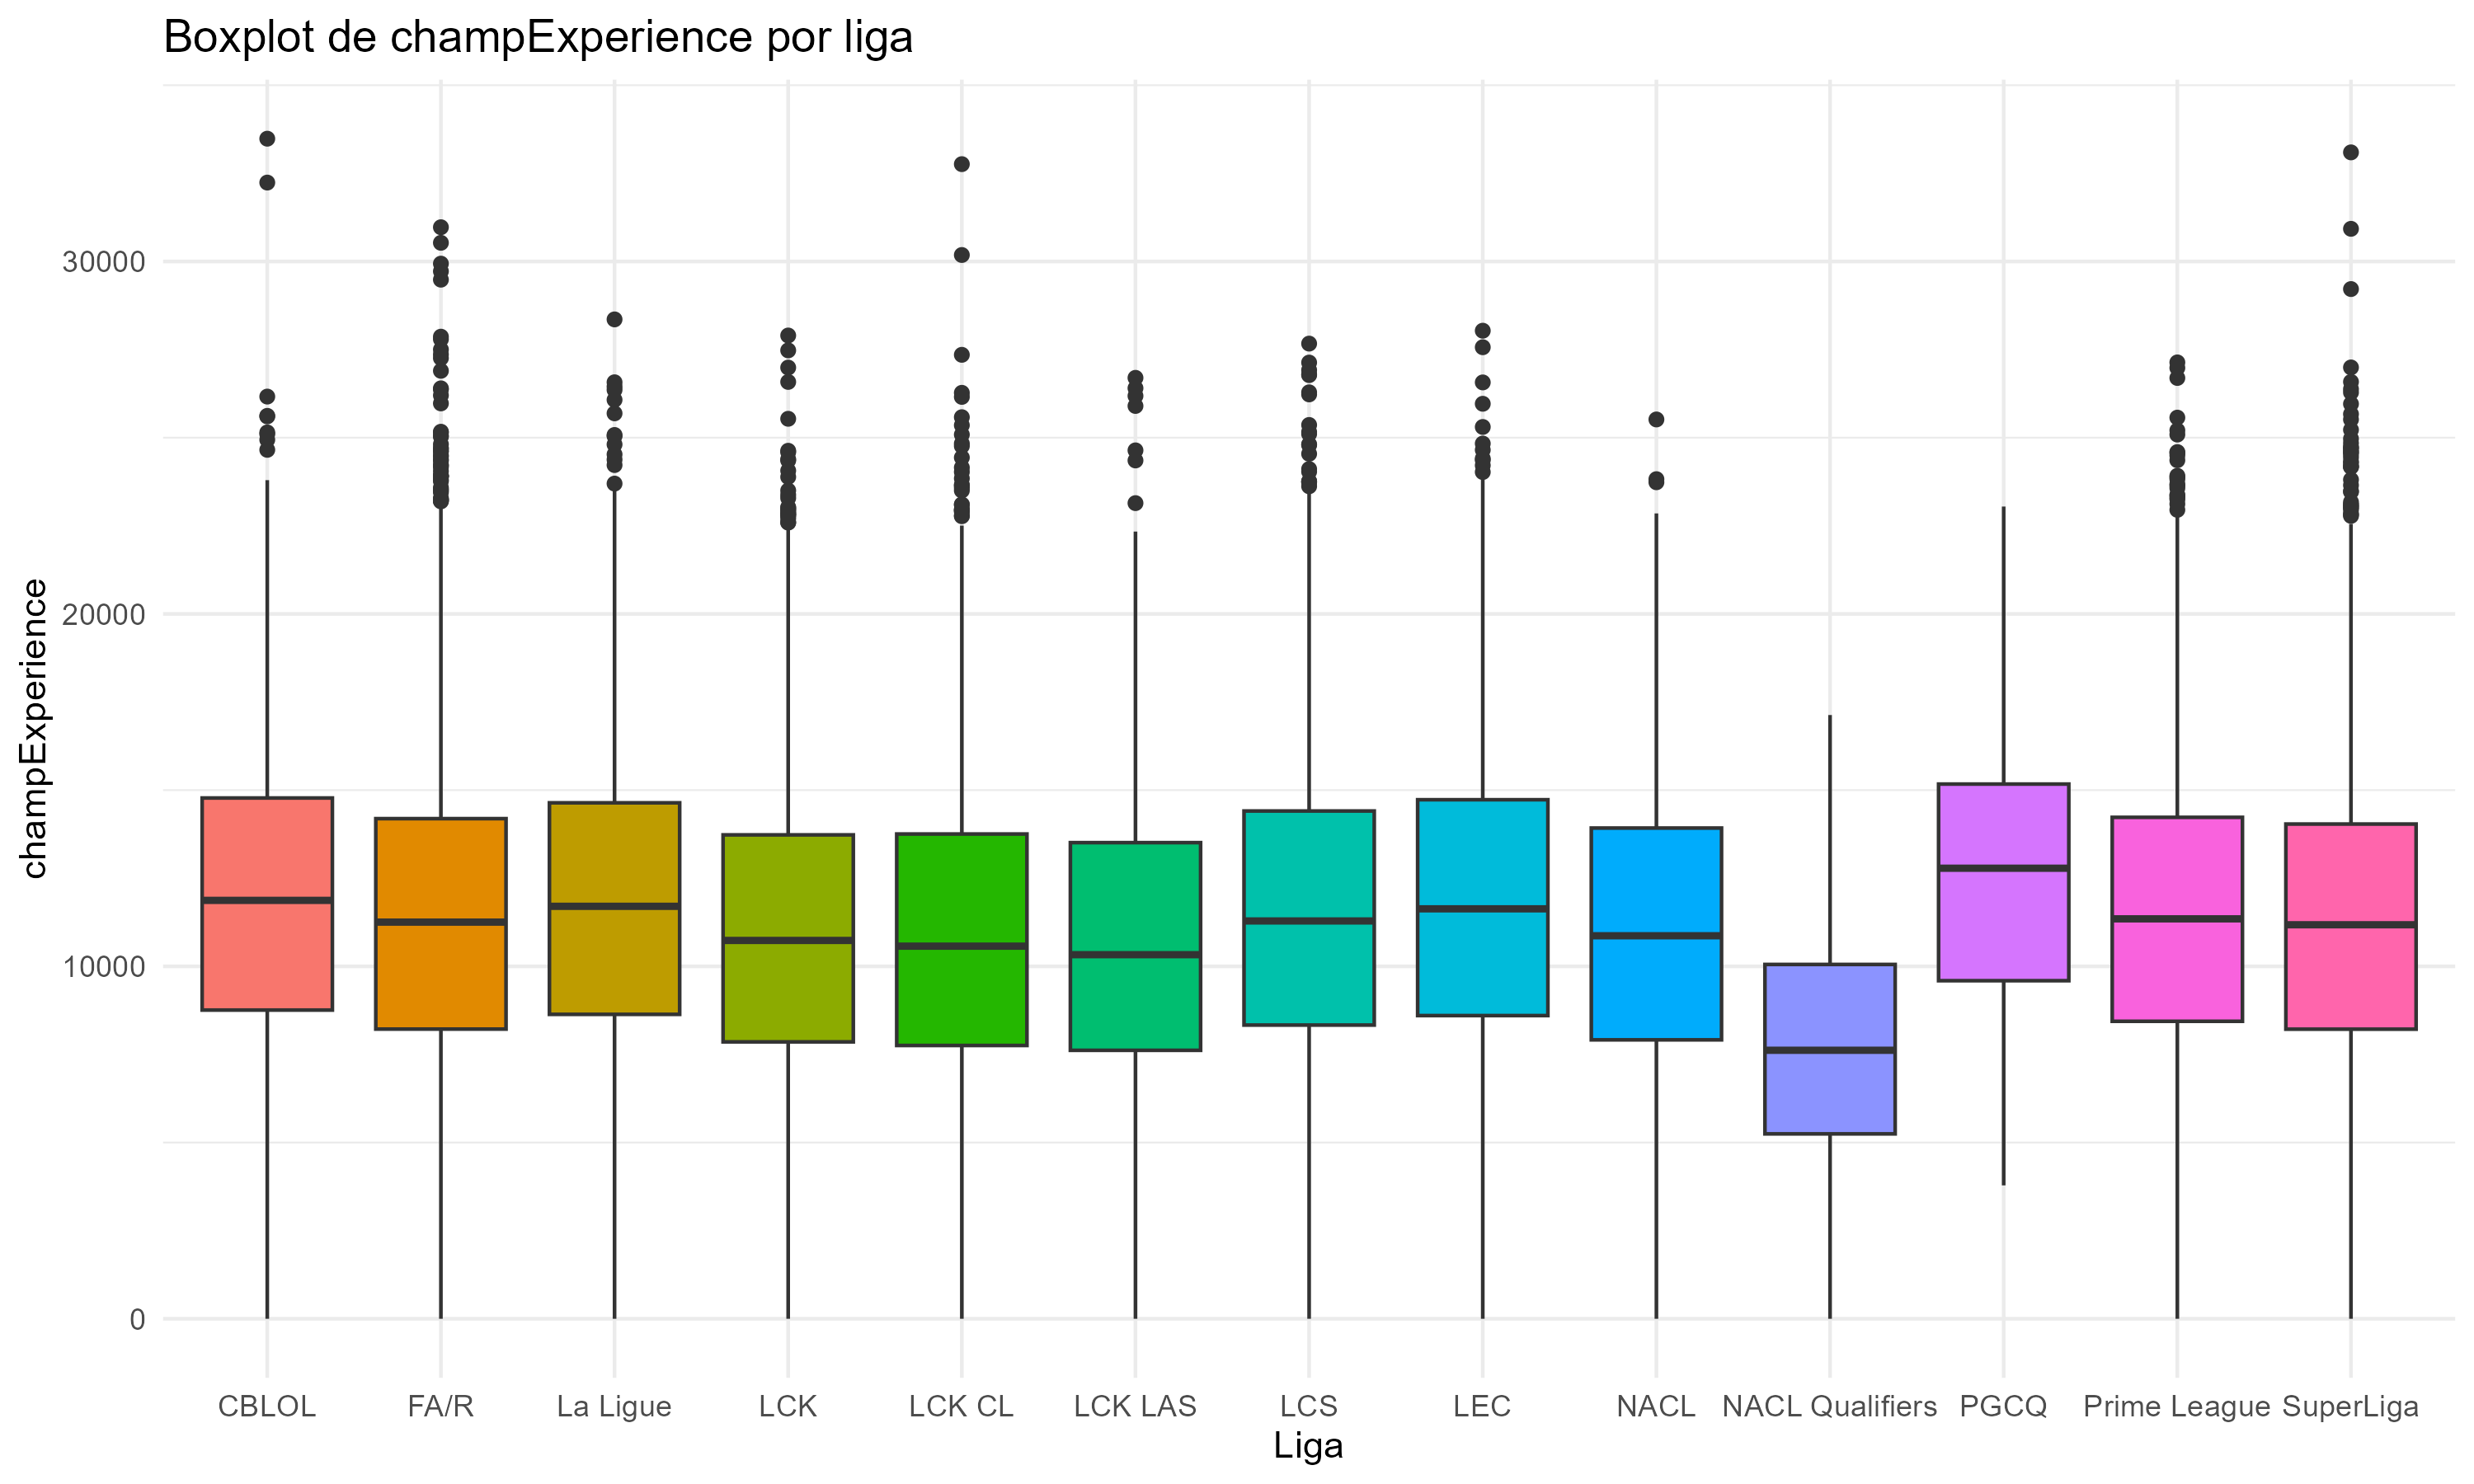 Boxplot de champExperience por liga
champExperience
30000
20000
10000
0
CBLOL FA/R La Ligue LCK LCK CL LCK LAS LCS LEC NACL NACL Qualifiers PGCQ Prime League SuperLiga
Liga